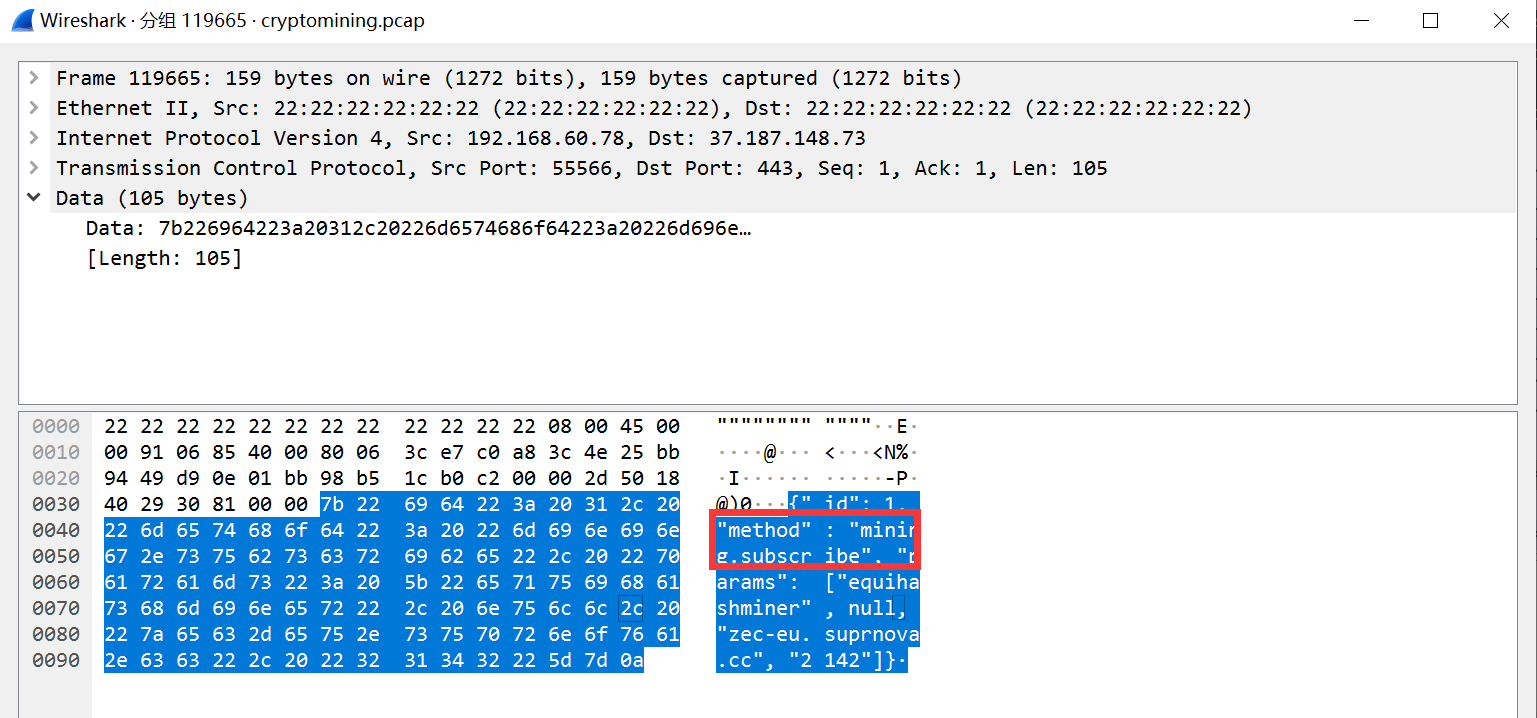 Wireshark · 分组 119665 · cryptomining.pcap
Frame 119665: 159 bytes on wire (1272 bits), 159 bytes captured (1272 bits)
Ethernet II, Src: 22:22:22:22:22:22 (22:22:22:22:22:22), Dst: 22:22:22:22:22:22 (22:22:22:22:22:22)
Internet Protocol Version 4, Src: 192.168.60.78, Dst: 37.187.148.73
Transmission Control Protocol, Src Port: 55566, Dst Port: 443, Seq: 1, Ack: 1, Len: 105
Data (105 bytes)
Data: 7b226964223a20312c20226d6574686f64223a20226d696e…
[Length: 105]
0000 22 22 22 22 22 22 22 22 22 22 22 22 08 00 45 00 """""""" """"··E·
0010 00 91 06 85 40 00 80 06 3c e7 c0 a8 3c 4e 25 bb ····@··· <···<N%·
0020 94 49 d9 0e 01 bb 98 b5 1c b0 c2 00 00 2d 50 18 ·I······ ·····-P·
0030 40 29 30 81 00 00 7b 22 69 64 22 3a 20 31 2c 20 @)0···{" id": 1,
0040 22 6d 65 74 68 6f 64 22 3a 20 22 6d 69 6e 69 6e "method" : "minin
0050 67 2e 73 75 62 73 63 72 69 62 65 22 2c 20 22 70 g.subscr ibe", "p
0060 61 72 61 6d 73 22 3a 20 5b 22 65 71 75 69 68 61 arams": ["equiha
0070 73 68 6d 69 6e 65 72 22 2c 20 6e 75 6c 6c 2c 20 shminer" , null,
0080 22 7a 65 63 2d 65 75 2e 73 75 70 72 6e 6f 76 61 "zec-eu. suprnova
0090 2e 63 63 22 2c 20 22 32 31 34 32 22 5d 7d 0a .cc", "2 142"]}·